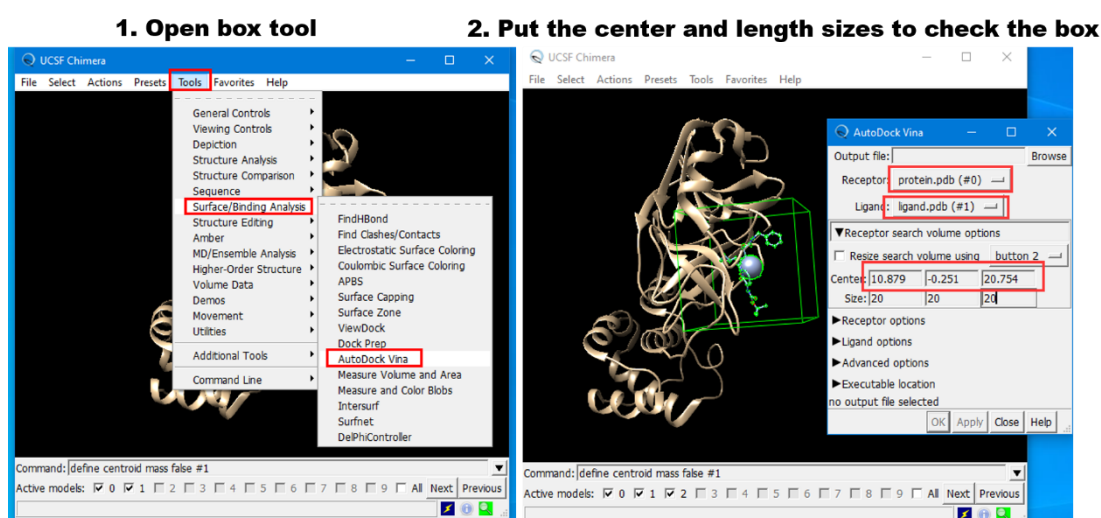 1. Open box tool
2. Put the center and length sizes to check the box
UCSF Chimera
File Select Actions Presets Tools Favorites Help
General Controls
Viewing Controls
Depiction
Structure Analysis
Structure Comparison
Sequence
Surface/Binding Analysis
Structure Editing
Amber
MD/Ensemble Analysis
Higher-Order Structure
Volume Data
Demos
Movement
Utilities
Additional Tools
Command Line
FindHBond
Find Clashes/Contacts
Electrostatic Surface Coloring
Coulombic Surface Coloring
APBS
Surface Capping
Surface Zone
ViewDock
Dock Prep
AutoDock Vina
Measure Volume and Area
Measure and Color Blobs
Intersurf
Surfnet
DelPhiController
Command: define centroid mass false #1
Active models: 0 1 2 3 4 5 6 7 8 9 All Next Previous
UCSF Chimera
File Select Actions Presets Tools Favorites Help
AutoDock Vina
Output file: Browse
Receptor: protein.pdb (#0)
Ligand: ligand.pdb (#1)
Receptor search volume options
Resize search volume using button 2
Center: 10.879 -0.251 20.754
Size: 20 20 20
Receptor options
Ligand options
Advanced options
Executable location
no output file selected
OK Apply Close Help
Command: define centroid mass false #1
Active models: 0 1 2 3 4 5 6 7 8 9 All Next Previous